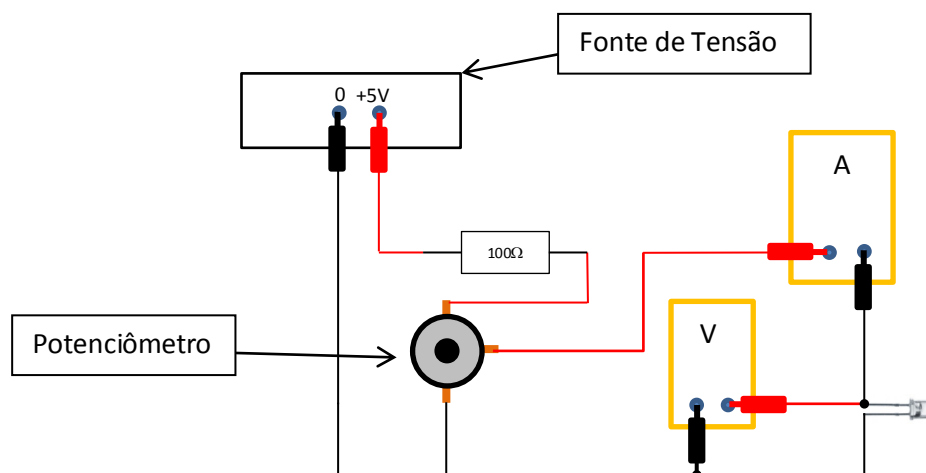 Fonte de Tensão
0 +5V
A
100Ω
Potenciômetro
V